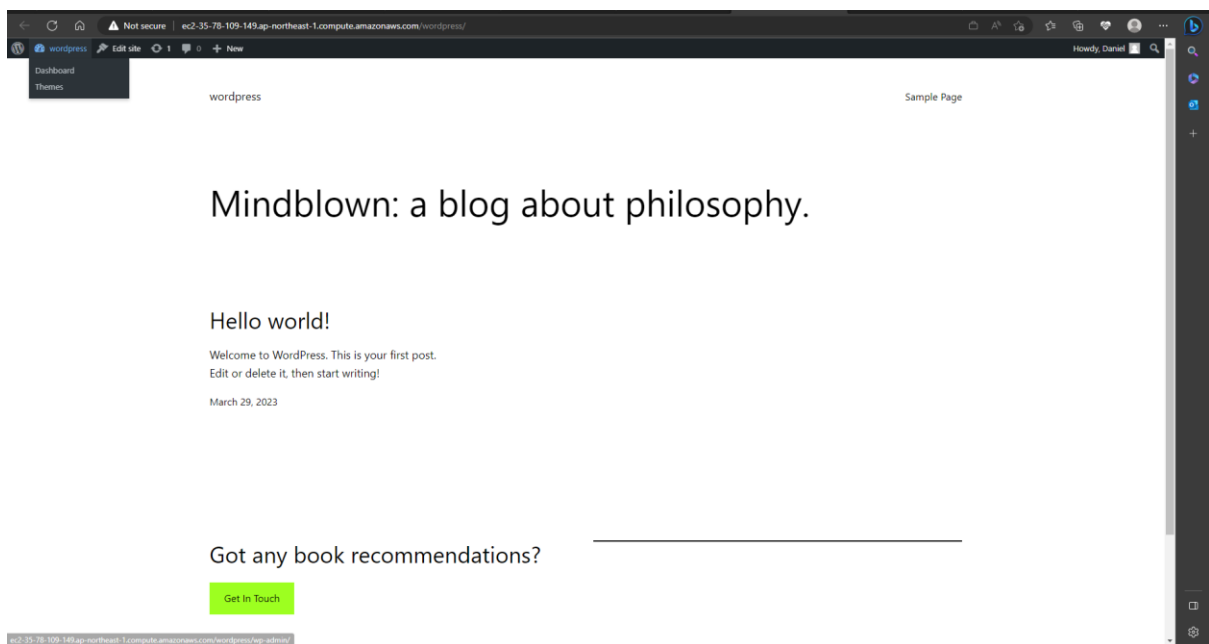 Not secure ec2-35-78-109-149.ap-northeast-1.compute.amazonaws.com/wordpress/
wordpress Edit site 1 0 + New Howdy, Daniel
Dashboard
Themes
wordpress Sample Page
Mindblown: a blog about philosophy.
Hello world!
Welcome to WordPress. This is your first post.
Edit or delete it, then start writing!
March 29, 2023
Got any book recommendations?
Get In Touch
ec2-35-78-109-149.ap-northeast-1.compute.amazonaws.com/wordpress/wp-admin/